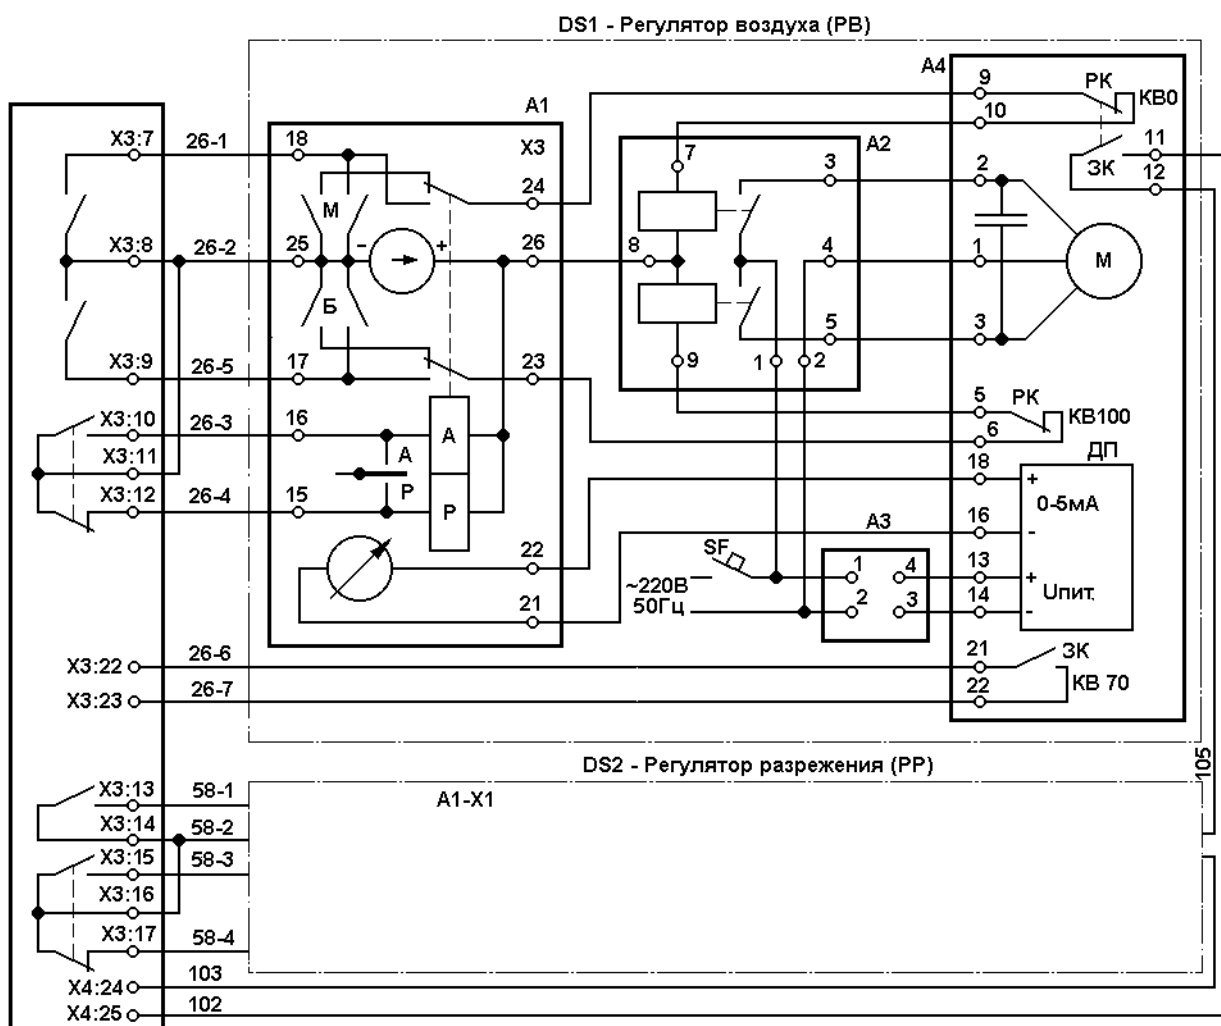 DS1 - Регулятор воздуха (РВ)
A4
9
РК
КВ0
10
A1
X3:7
26-1
18
X3
A2
7
11
ЗК
12
М
24
3
2
X3:8
26-2
25
-
+
26
8
4
1
М
Б
5
3
X3:9
26-5
17
23
9
1
2
5
РК
КВ100
6
X3:10
26-3
16
А
А
ДП
X3:11
18
+
0-5мА
X3:12
26-4
15
Р
Р
16
-
A3
22
SF
1
4
13
+
~220В
50Гц
2
3
14
-
Uпит.
21
X3:22
26-6
21
ЗК
X3:23
26-7
22
КВ 70
105
DS2 - Регулятор разрежения (РР)
X3:13
58-1
A1-X1
X3:14
58-2
X3:15
58-3
X3:16
X3:17
58-4
X4:24
103
X4:25
102